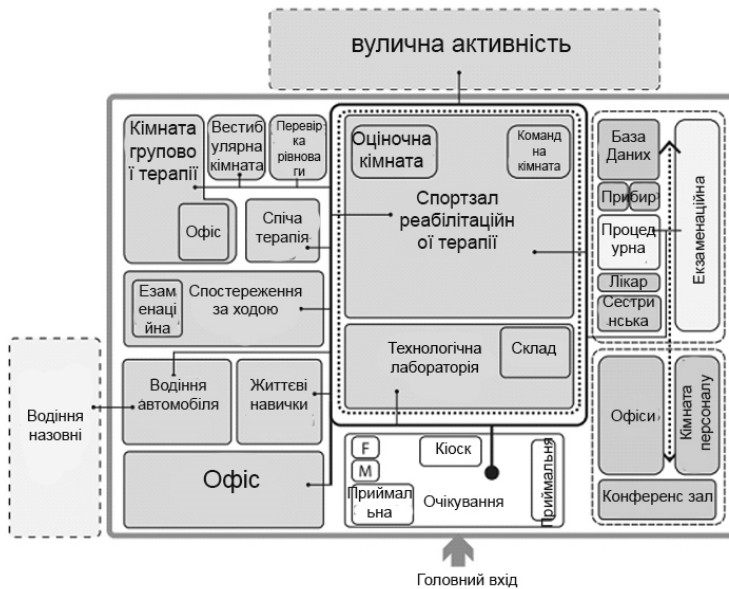 вулична активність
Кімната
групово
ї терапії
Вестиб
улярна
кімната
Перевір-
ка
рівнова
ги
Оціночна
кімната
Команд
на
кімната
База
Даних
Спортзал
реабілітаційн
ої терапії
Прибир
Офіс
Спіча
терапія
Процед
урна
Екзаменаційна
Лікар
Сестри
нська
Езам
енаці
йна
Спостереження
за ходою
Технологічна
лабораторія
Склад
Водіння
назовні
Водіння
автомобіля
Життєві
навички
Офіси
Кімната
персоналу
F
M
Кіоск
Приймаль
на
Очікування
Приймальня
Офіс
Конференс зал
Головний вхід